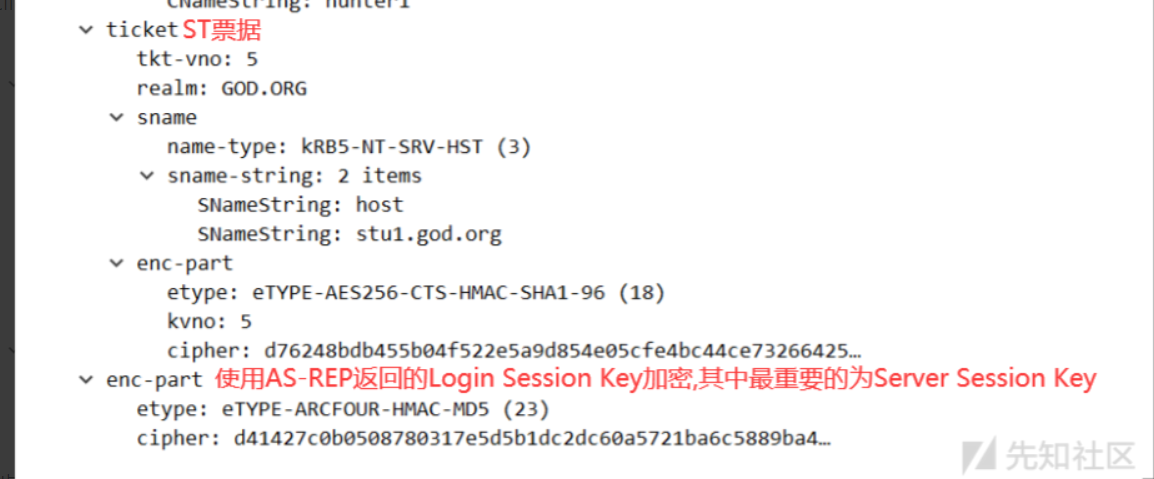 CNameString: hunter1
ticket ST票据
tkt-vno: 5
realm: GOD.ORG
sname
name-type: kRB5-NT-SRV-HST (3)
sname-string: 2 items
SNameString: host
SNameString: stu1.god.org
enc-part
etype: eTYPE-AES256-CTS-HMAC-SHA1-96 (18)
kvno: 5
cipher: d76248bdb455b04f522e5a9d854e05cfe4bc44ce73266425…
enc-part 使用AS-REP返回的Login Session Key加密,其中最重要的为Server Session Key
etype: eTYPE-ARCFOUR-HMAC-MD5 (23)
cipher: d41427c0b0508780317e5d5b1dc2dc60a5721ba6c5889ba4…
先知社区